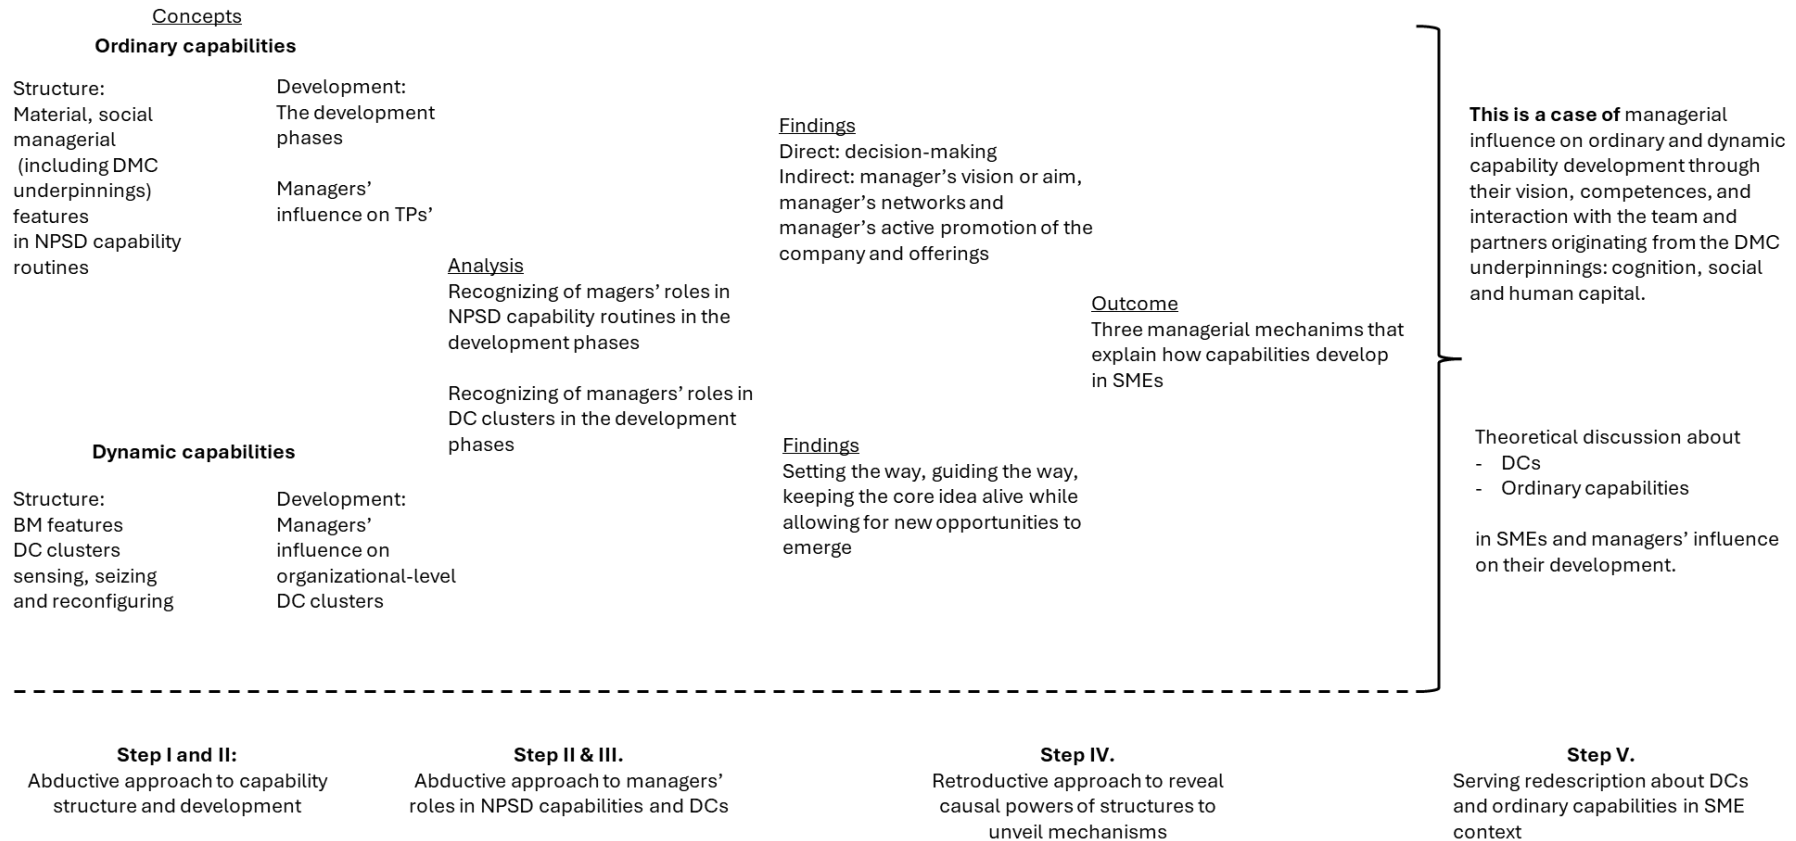 Concepts
Ordinary capabilities
Structure:
Material, social
managerial
(including DMC
underpinnings)
features
in NPSD capability
routines
Development:
The development
phases
Managers’
influence on TPs’
Analysis
Recognizing of magers’ roles in
NPSD capability routines in the
development phases
Recognizing of managers’ roles in
DC clusters in the development
phases
Dynamic capabilities
Structure:
BM features
DC clusters
sensing, seizing
and reconfiguring
Development:
Managers’
influence on
organizational-level
DC clusters
Findings
Direct: decision-making
Indirect: manager’s vision or aim,
manager’s networks and
manager’s active promotion of the
company and offerings
Findings
Setting the way, guiding the way,
keeping the core idea alive while
allowing for new opportunities to
emerge
Outcome
Three managerial mechanims that
explain how capabilities develop
in SMEs
This is a case of managerial
influence on ordinary and dynamic
capability development through
their vision, competences, and
interaction with the team and
partners originating from the DMC
underpinnings: cognition, social
and human capital.
Theoretical discussion about
- DCs
- Ordinary capabilities
in SMEs and managers’ influence
on their development.
Step I and II:
Abductive approach to capability
structure and development
Step II & III.
Abductive approach to managers’
roles in NPSD capabilities and DCs
Step IV.
Retroductive approach to reveal
causal powers of structures to
unveil mechanisms
Step V.
Serving redescription about DCs
and ordinary capabilities in SME
context